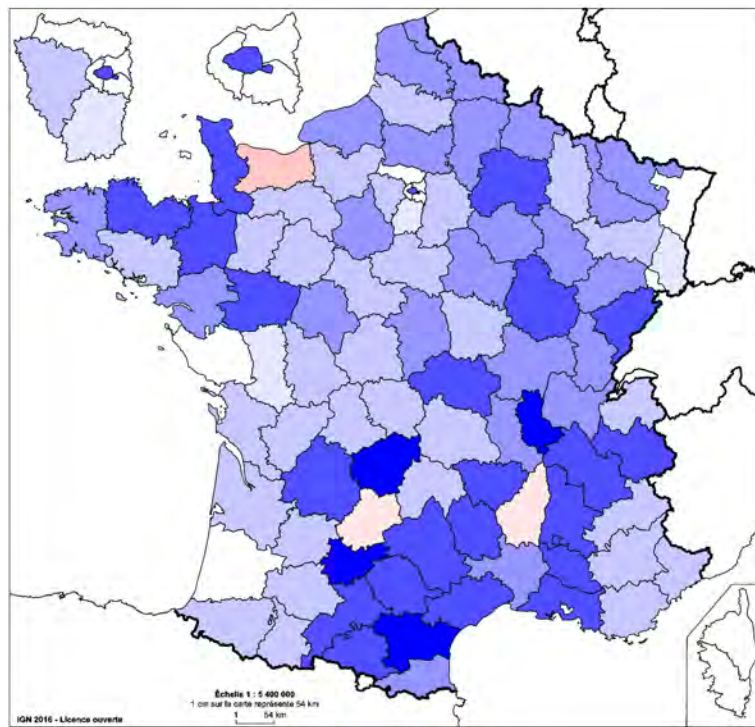 Échelle 1 : 5 400 000
1 cm sur la carte représente 54 km
1 54 km
IGN 2016 - Licence ouverte